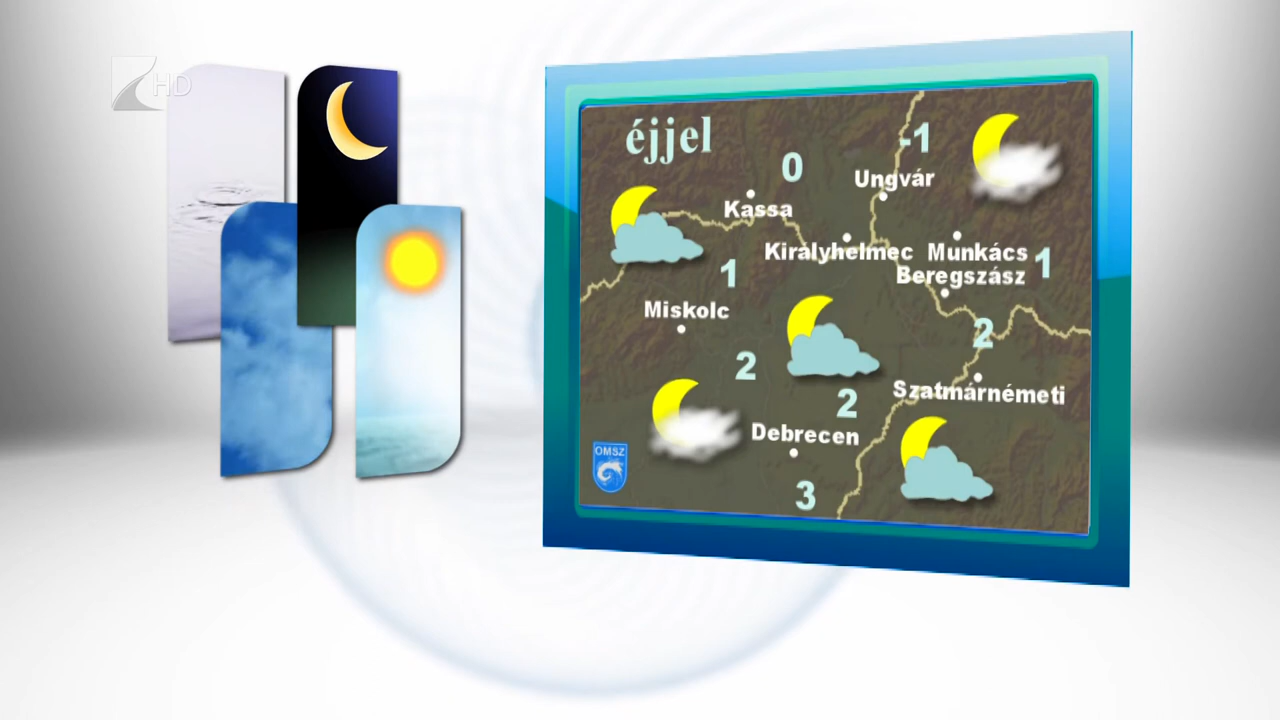 HD
éjjel
-1
0
Ungvár
Kassa
Királyhelmec
Munkács
1
1
Beregszász
Miskolc
2
2
2
Szatmárnémeti
Debrecen
OMSZ
3